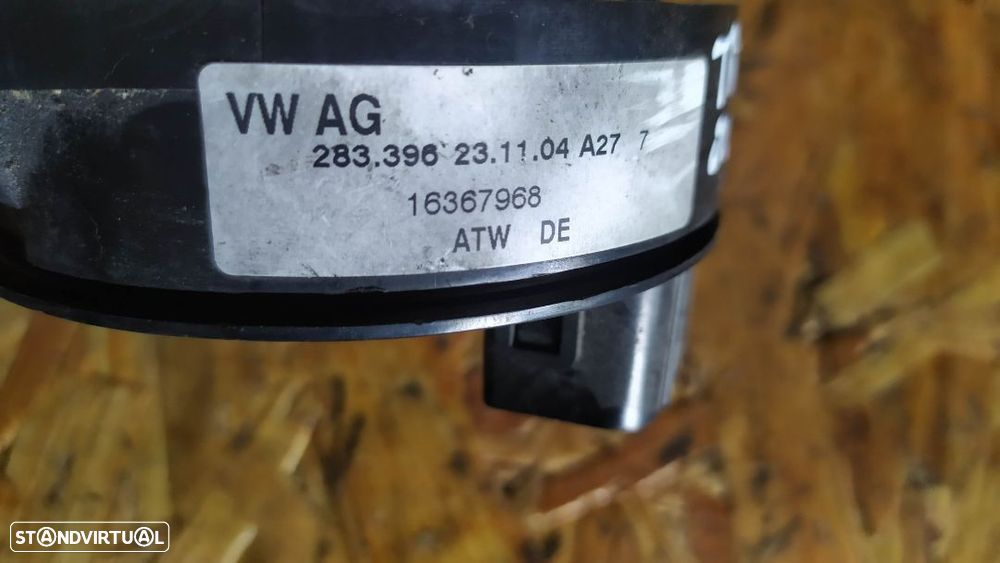 VW AG
283.396 23.11.04 A27 7
16367968
ATW DE
STANDVIRTUAL